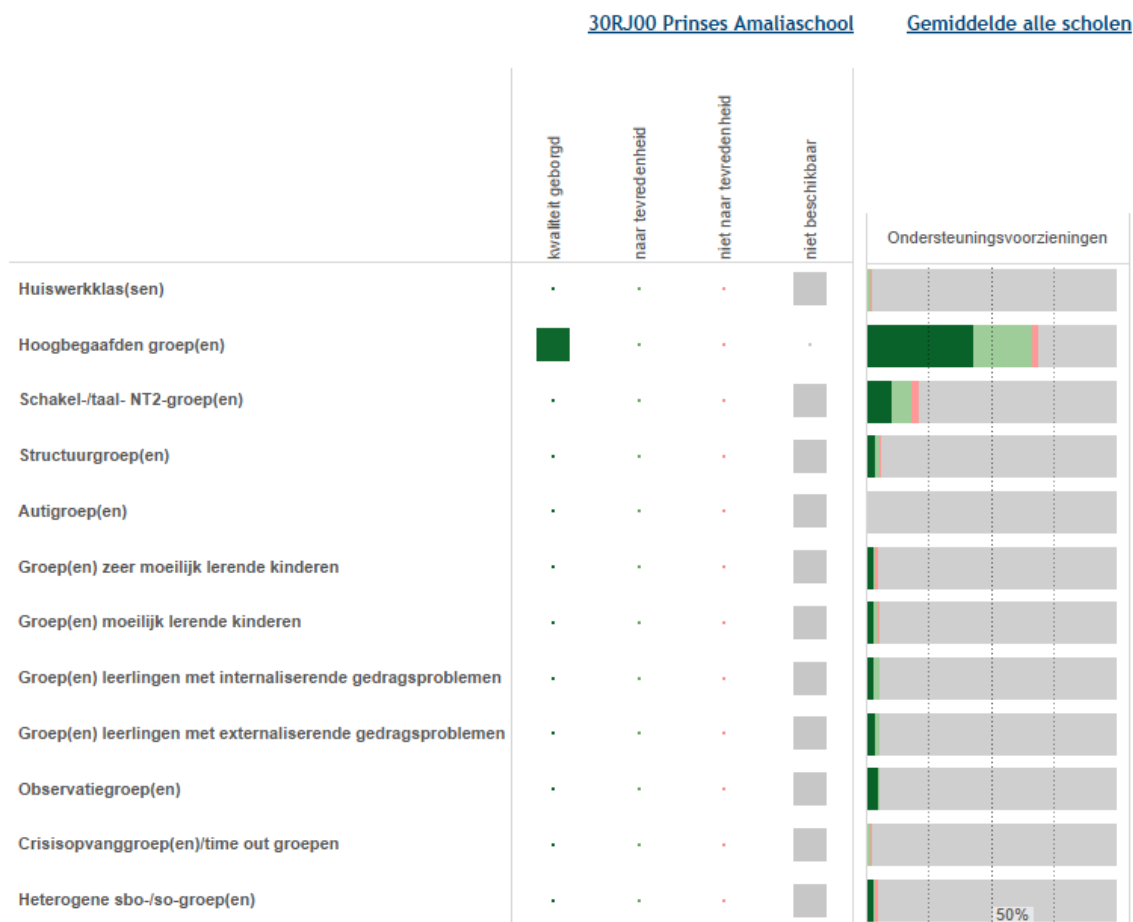 30RJ00 Prinses Amaliaschool
Gemiddelde alle scholen
kwaliteit geborgd
naar tevredenheid
niet naar tevredenheid
niet beschikbaar
Ondersteuningsvoorzieningen
Huiswerkklas(sen)
Hoogbegaafden groep(en)
Schakel-/taal- NT2-groep(en)
Structuurgroep(en)
Autigroep(en)
Groep(en) zeer moeilijk lerende kinderen
Groep(en) moeilijk lerende kinderen
Groep(en) leerlingen met internaliserende gedragsproblemen
Groep(en) leerlingen met externaliserende gedragsproblemen
Observatiegroep(en)
Crisisopvanggroep(en)/time out groepen
Heterogene sbo-/so-groep(en)
50%